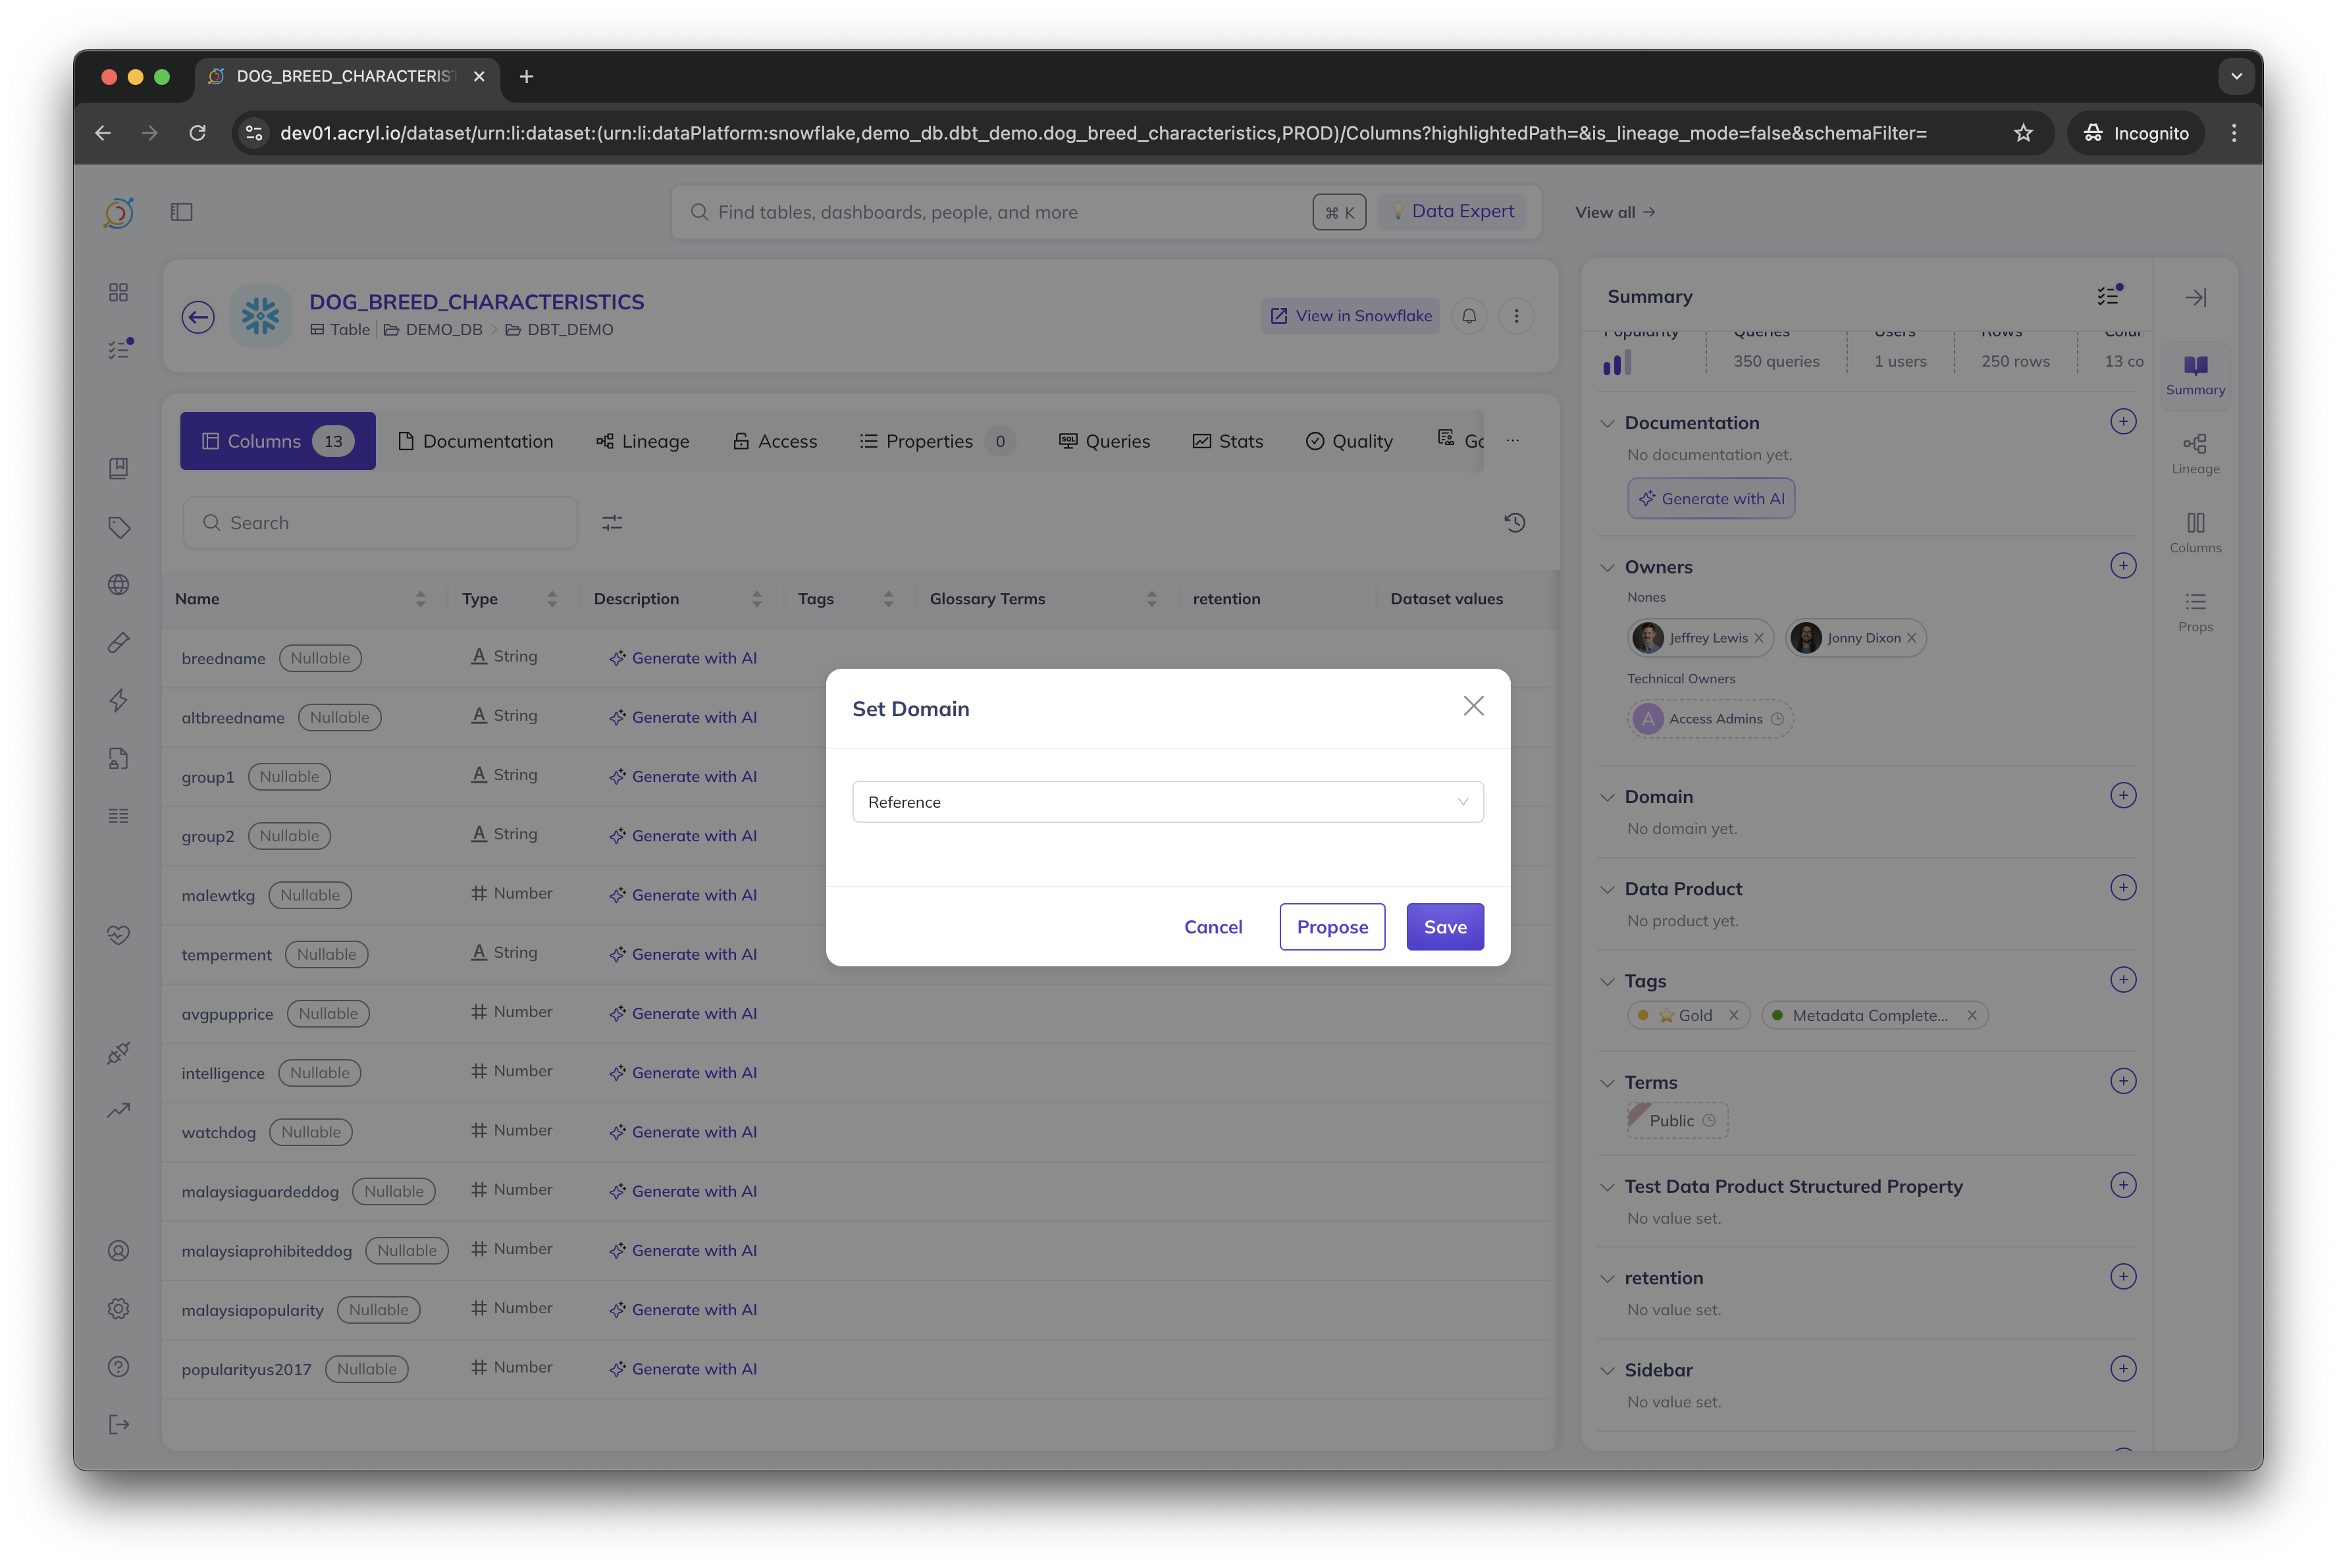 DOG_BREED_CHARACTERIST
dev01.acryl.io/dataset/urn:li:dataset:(urn:li:dataPlatform:snowflake,demo_db.dbt_demo.dog_breed_characteristics,PROD)/Columns?highlightedPath=&is_lineage_mode=false&schemaFilter=
Incognito
Find tables, dashboards, people, and more
⌘ K
Data Expert
View all →
DOG_BREED_CHARACTERISTICS
Table DEMO_DB > DBT_DEMO
View in Snowflake
Columns 13 Documentation Lineage Access Properties 0 Queries Stats Quality Go ...
Search
Name Type Description Tags Glossary Terms retention Dataset values
breedname Nullable String Generate with AI
altbreedname Nullable String Generate with AI
group1 Nullable String Generate with AI
group2 Nullable String Generate with AI
malewtkg Nullable Number Generate with AI
temperment Nullable String Generate with AI
avgpupprice Nullable Number Generate with AI
intelligence Nullable Number Generate with AI
watchdog Nullable Number Generate with AI
malaysiaguardeddog Nullable Number Generate with AI
malaysiaprohibiteddog Nullable Number Generate with AI
malaysiapopularity Nullable Number Generate with AI
popularityus2017 Nullable Number Generate with AI
Set Domain
Reference
Cancel
Propose
Save
Summary
Popularity Queries Users Rows Colu
350 queries 1 users 250 rows 13 co
Documentation
No documentation yet.
Generate with AI
Owners
Nones
Jeffrey Lewis Jonny Dixon
Technical Owners
A Access Admins
Domain
No domain yet.
Data Product
No product yet.
Tags
Gold
Metadata Complete...
Terms
Public
Test Data Product Structured Property
No value set.
retention
No value set.
Sidebar
No value set.
Summary
Lineage
Columns
Props